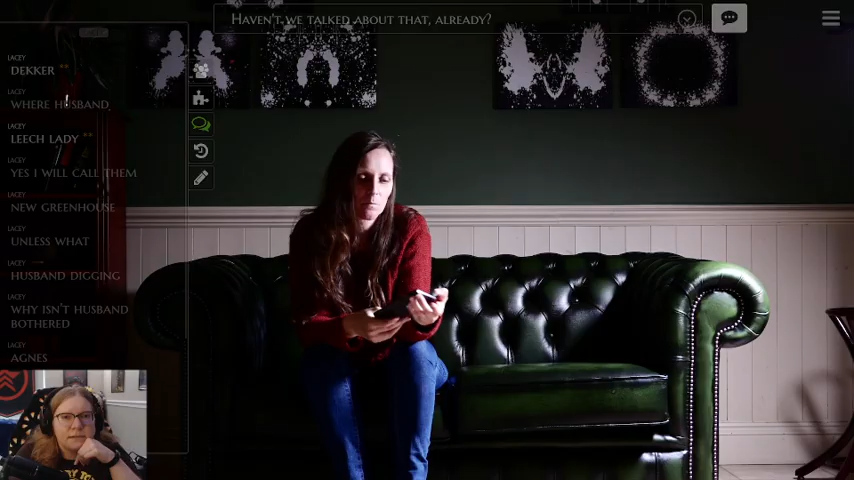 Haven't we talked about that, already?
LACEY
DEKKER **
LACEY
WHERE HUSBAND
LACEY
LEECH LADY **
LACEY
YES I WILL CALL THEM
LACEY
NEW GREENHOUSE
LACEY
UNLESS WHAT
LACEY
HUSBAND DIGGING
LACEY
WHY ISN'T HUSBAND
BOTHERED
LACEY
AGNES